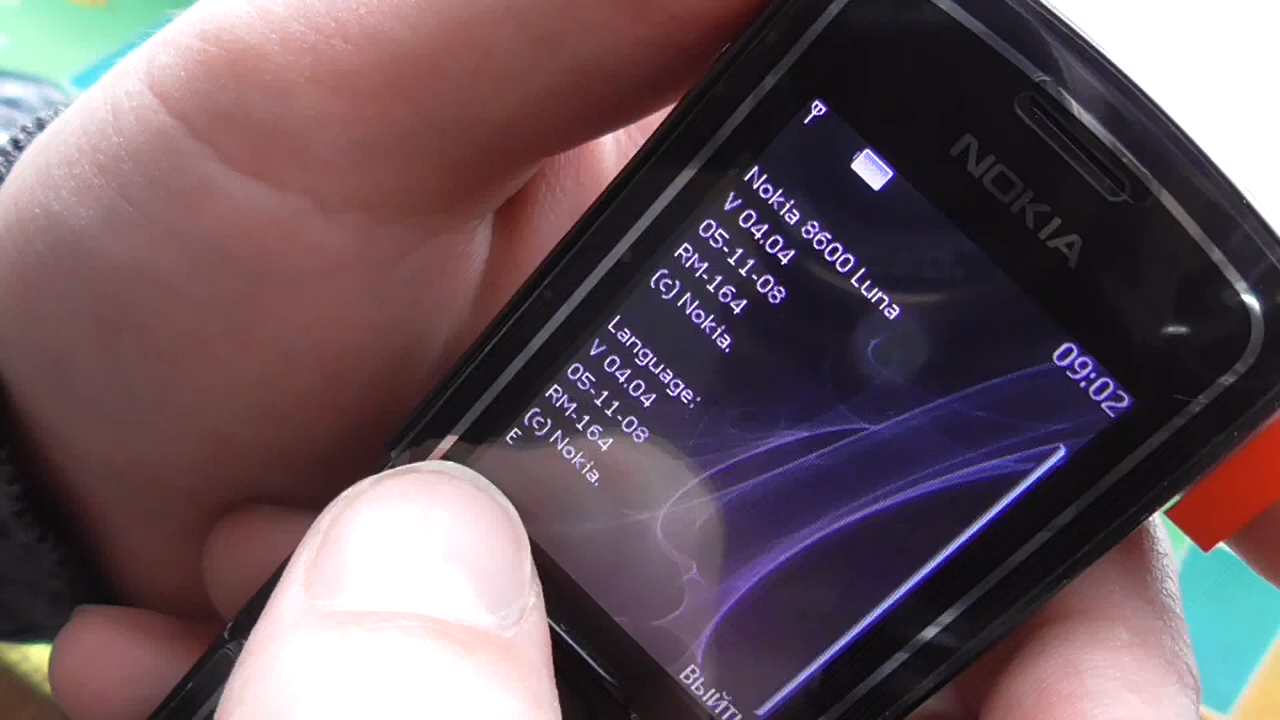 NOKIA
09:02
Nokia 8600 Luna
V 04.04
05-11-08
RM-164
(c) Nokia.
Language:
V 04.04
05-11-08
RM-164
(c) Nokia.
E